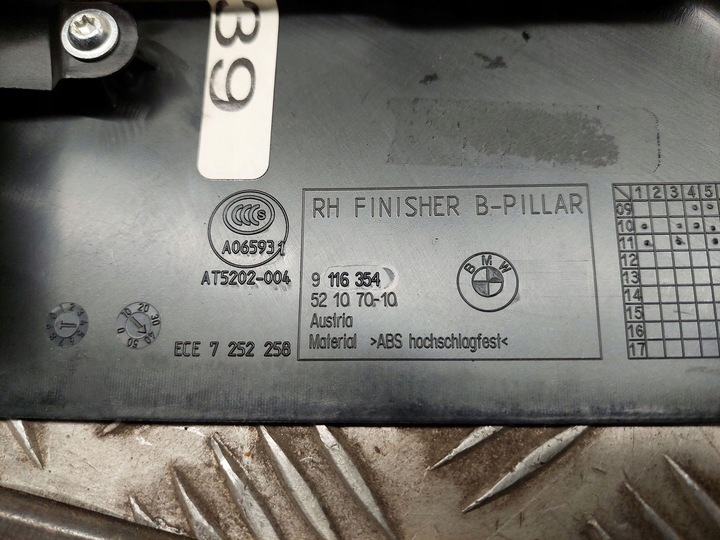 39
CCC S
A065931
AT5202-004
RH FINISHER B-PILLAR
9 116 354
52 10 70-10
Austria
Material >ABS hochschlagfest<
BMW
ECE 7 252 258
1 2 3 4 5
09
10
11
12
13
14
15
16
17